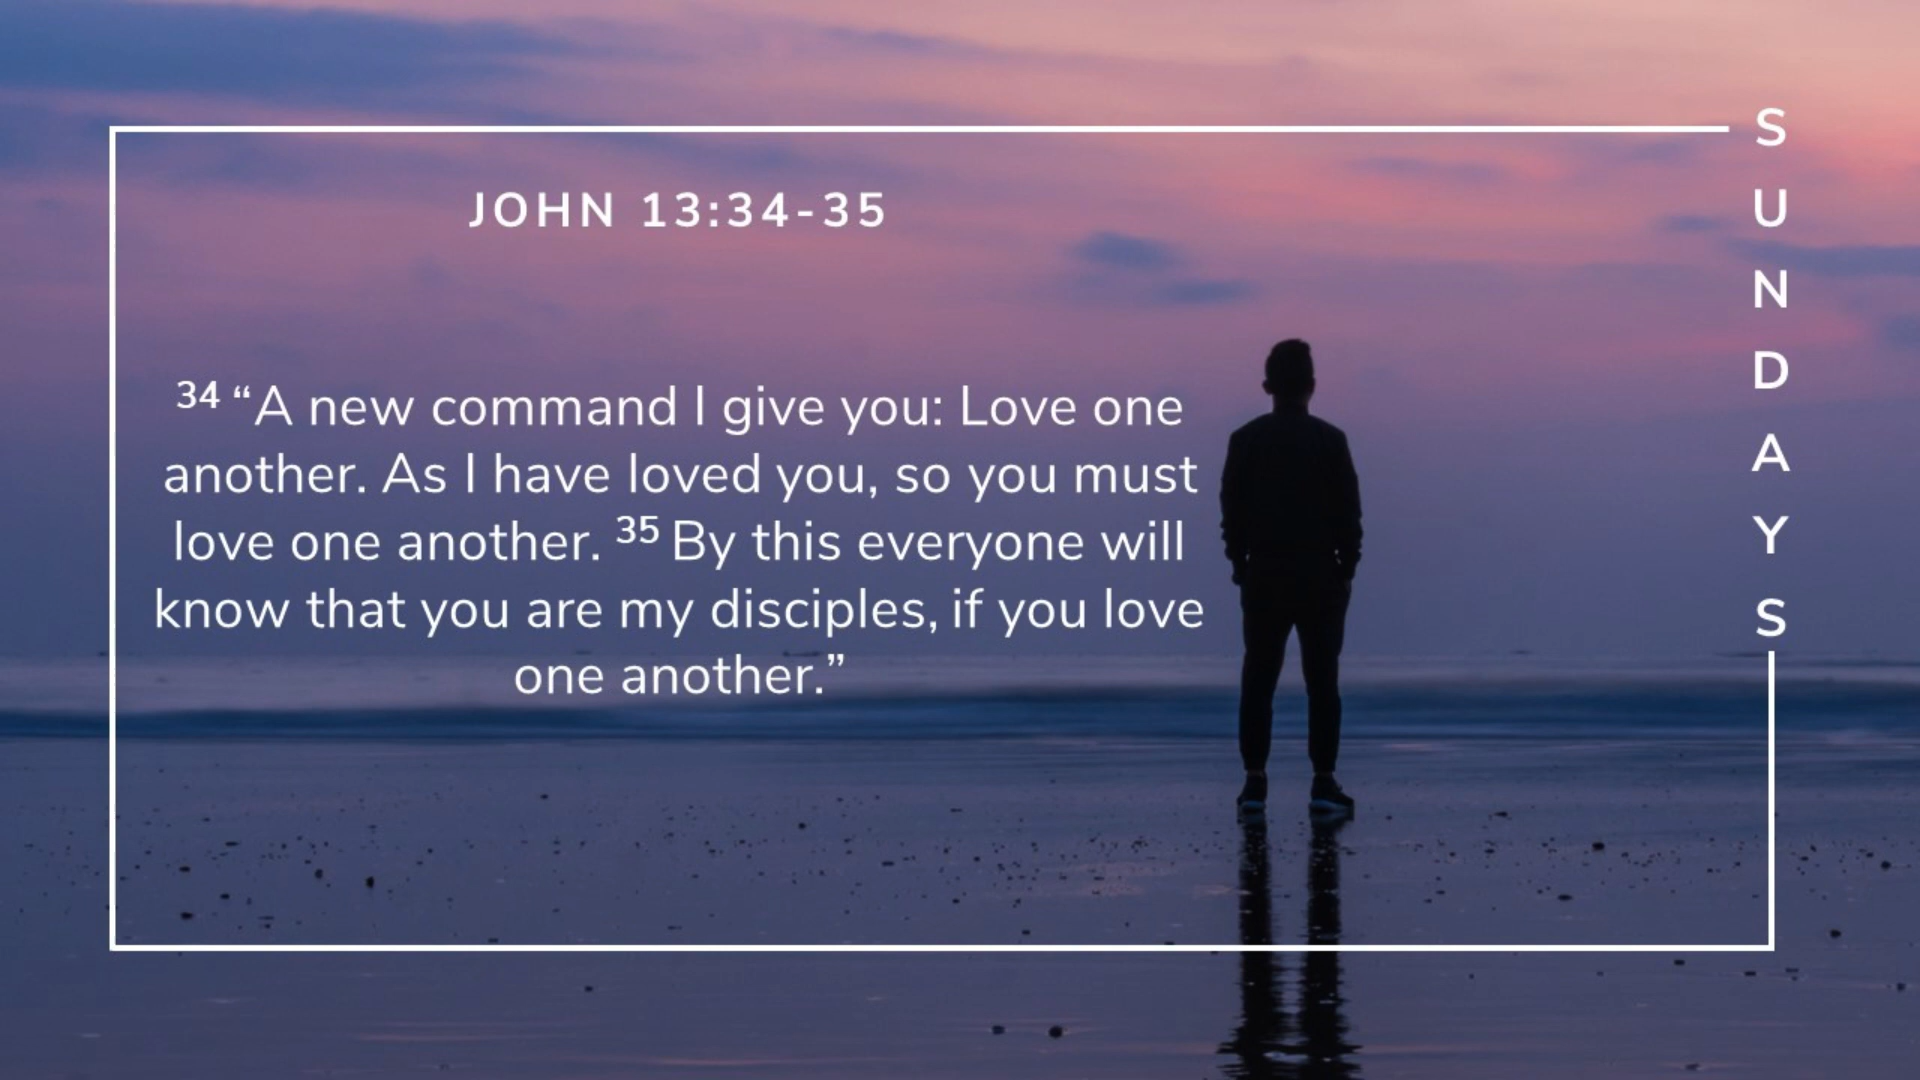 JOHN 13:34-35
34 “A new command I give you: Love one
another. As I have loved you, so you must
love one another. 35 By this everyone will
know that you are my disciples, if you love
one another.”
SUNDAYS